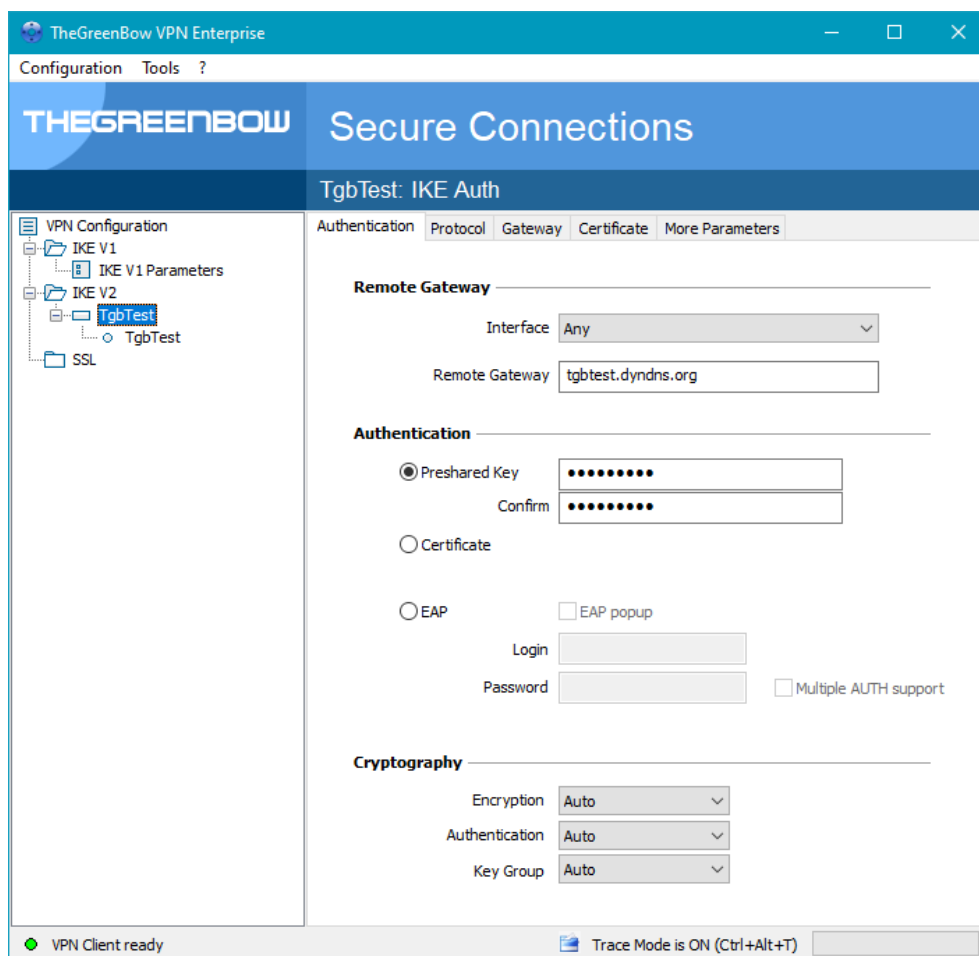 TheGreenBow VPN Enterprise
Configuration Tools ?
THEGREENBOW
Secure Connections
TgbTest: IKE Auth
VPN Configuration
IKE V1
IKE V1 Parameters
IKE V2
TgbTest
TgbTest
SSL
Authentication Protocol Gateway Certificate More Parameters
Remote Gateway
Interface Any
Remote Gateway tgbtest.dyndns.org
Authentication
Preshared Key •••••••••
Confirm •••••••••
Certificate
EAP EAP popup
Login
Password Multiple AUTH support
Cryptography
Encryption Auto
Authentication Auto
Key Group Auto
VPN Client ready Trace Mode is ON (Ctrl+Alt+T)